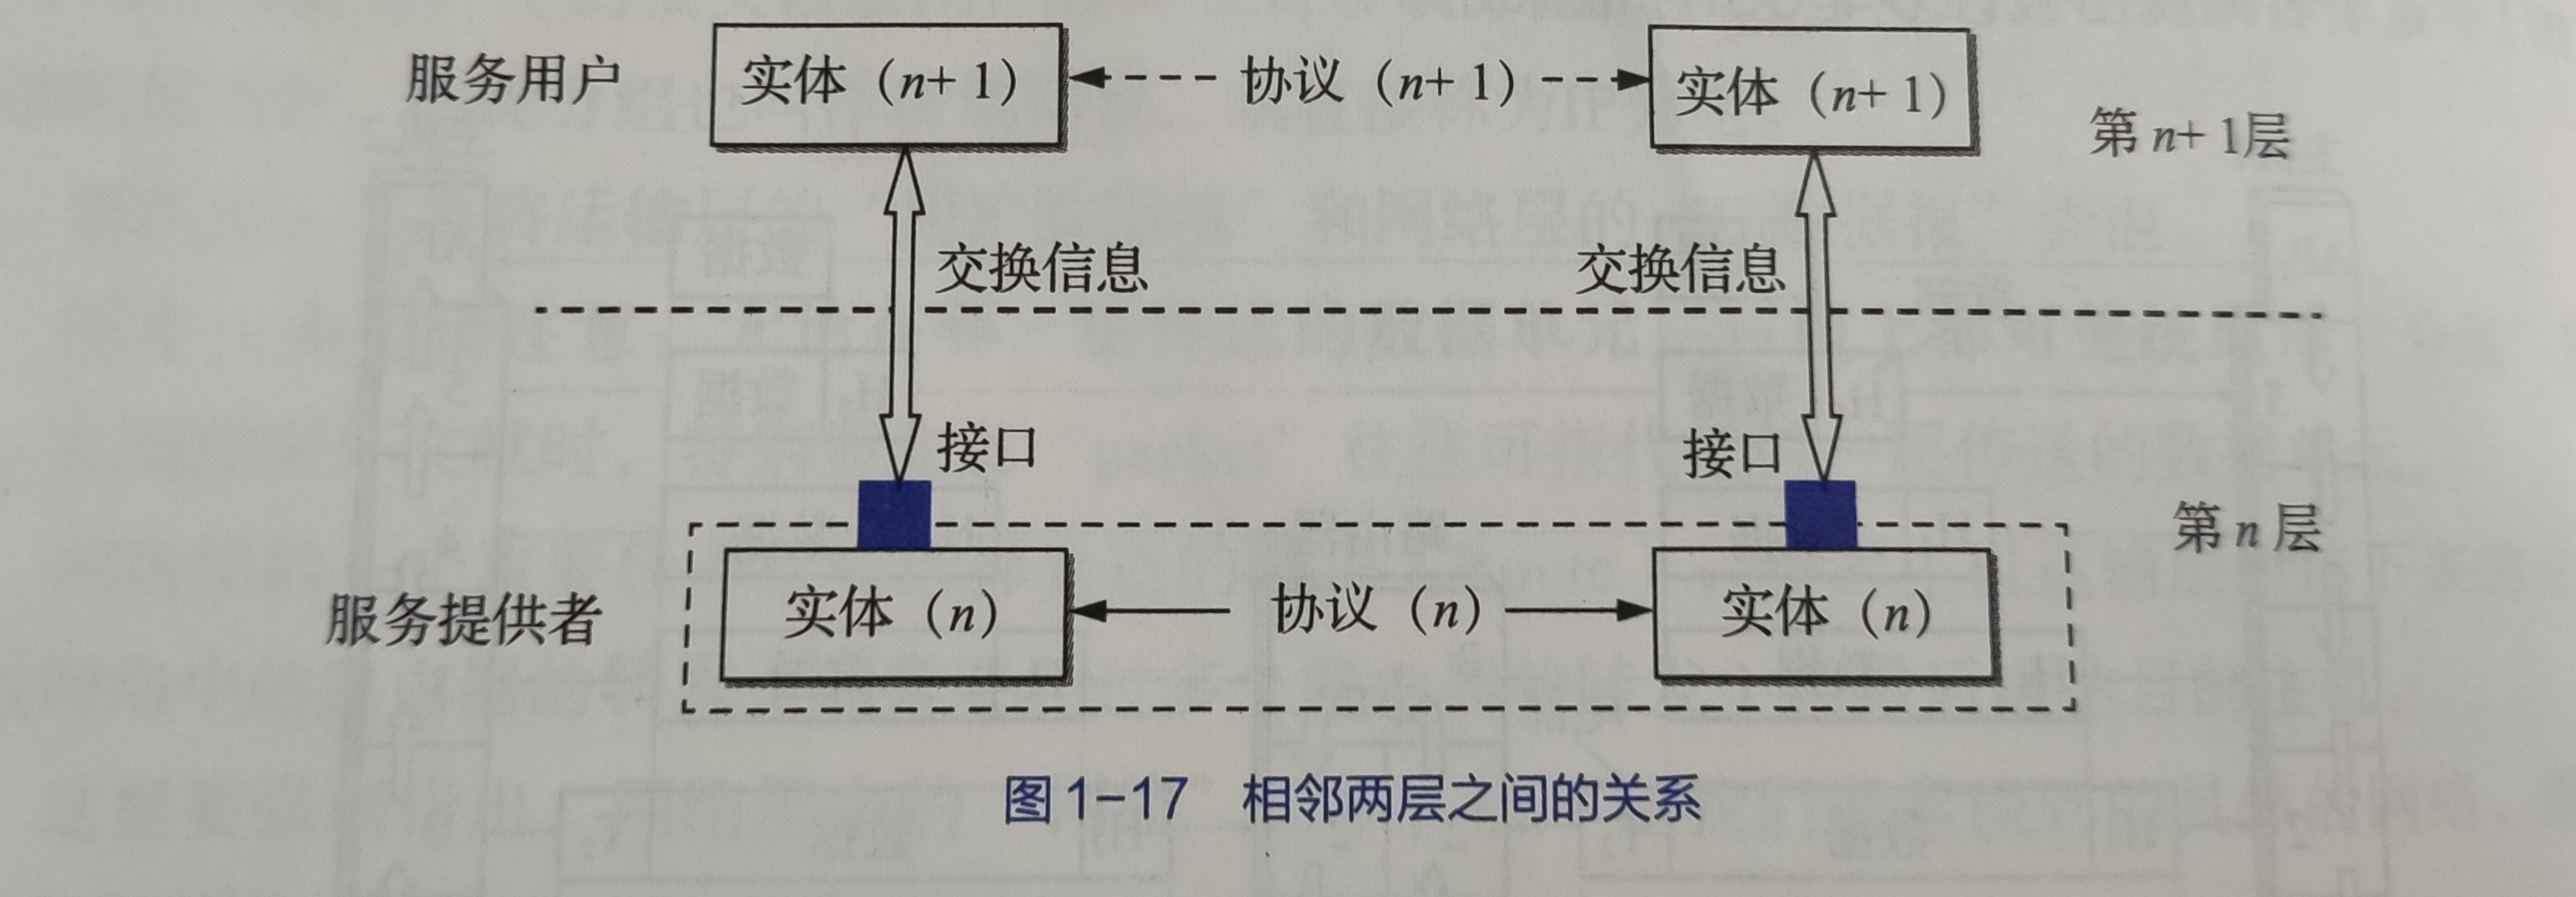 服务用户 实体（n+1） 协议（n+1） 实体（n+1）
第n+1层
交换信息 交换信息
接口 接口
第n层
服务提供者 实体（n） 协议（n） 实体（n）
图1-17 相邻两层之间的关系